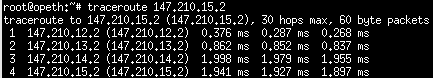 root@opeth:~# traceroute 147.210.15.2
traceroute to 147.210.15.2 (147.210.15.2), 30 hops max, 60 byte packets
1 147.210.12.2 (147.210.12.2) 0.376 ms 0.287 ms 0.268 ms
2 147.210.13.2 (147.210.13.2) 0.862 ms 0.852 ms 0.837 ms
3 147.210.14.2 (147.210.14.2) 1.998 ms 1.979 ms 1.955 ms
4 147.210.15.2 (147.210.15.2) 1.941 ms 1.927 ms 1.897 ms